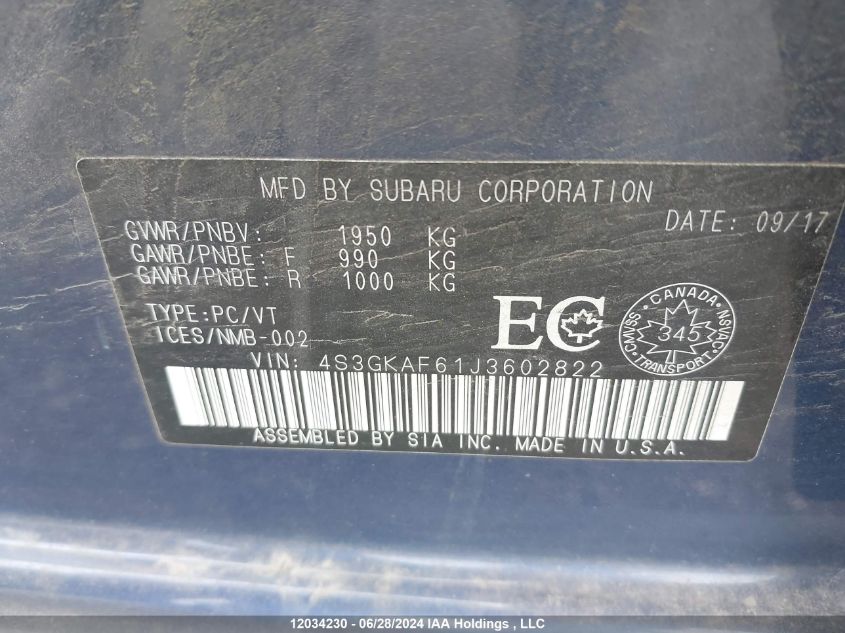 MFD BY SUBARU CORPORATION
DATE: 09/17
GVWR/PNBV: 1950 KG
GAWR/PNBE: F 990 KG
GAWR/PNBE: R 1000 KG
TYPE:PC/VT
ICES/NMB-002
EC
CANADA
CMVSS 345 NSVAC
TRANSPORT
VIN: 4S3GKAF61J3602822
ASSEMBLED BY SIA INC. MADE IN U.S.A.
12034230 - 06/28/2024 IAA Holdings , LLC